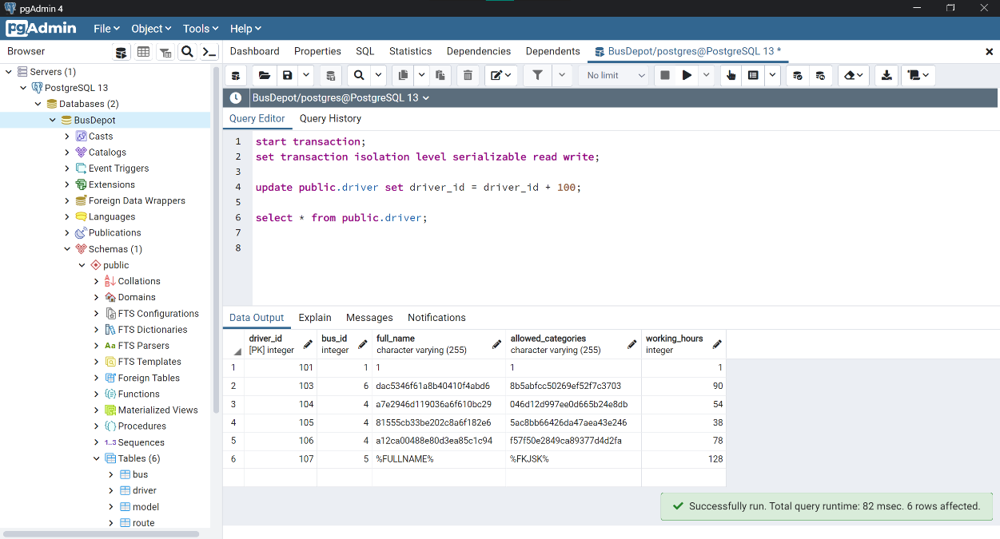 pgAdmin 4
pgAdmin File Object Tools Help
Browser
Dashboard Properties SQL Statistics Dependencies Dependents BusDepot/postgres@PostgreSQL 13 *
No limit
BusDepot/postgres@PostgreSQL 13
Query Editor Query History
Servers (1)
PostgreSQL 13
Databases (2)
BusDepot
Casts
Catalogs
Event Triggers
Extensions
Foreign Data Wrappers
Languages
Publications
Schemas (1)
public
Collations
Domains
FTS Configurations
FTS Dictionaries
Aa FTS Parsers
FTS Templates
Foreign Tables
Functions
Materialized Views
Procedures
1..3 Sequences
Tables (6)
bus
driver
model
route
1 start transaction;
2 set transaction isolation level serializable read write;
3
4 update public.driver set driver_id = driver_id + 100;
5
6 select * from public.driver;
7
8
Data Output Explain Messages Notifications
driver_id bus_id full_name allowed_categories working_hours
[PK] integer integer character varying (255) character varying (255) integer
1 101 1 1 1 1
2 103 6 dac5346f61a8b40410f4abd6 8b5abfcc50269ef52f7c3703 90
3 104 4 a7e2946d119036a6f610bc29 046d12d997ee0d665b24e8db 54
4 105 4 81555cb33be202c8a6f182e6 5ac8bb66426da47aea43e246 38
5 106 4 a12ca00488e80d3ea85c1c94 f57f50e2849ca89377d4d2fa 78
6 107 5 %FULLNAME% %FKJSK% 128
Successfully run. Total query runtime: 82 msec. 6 rows affected.